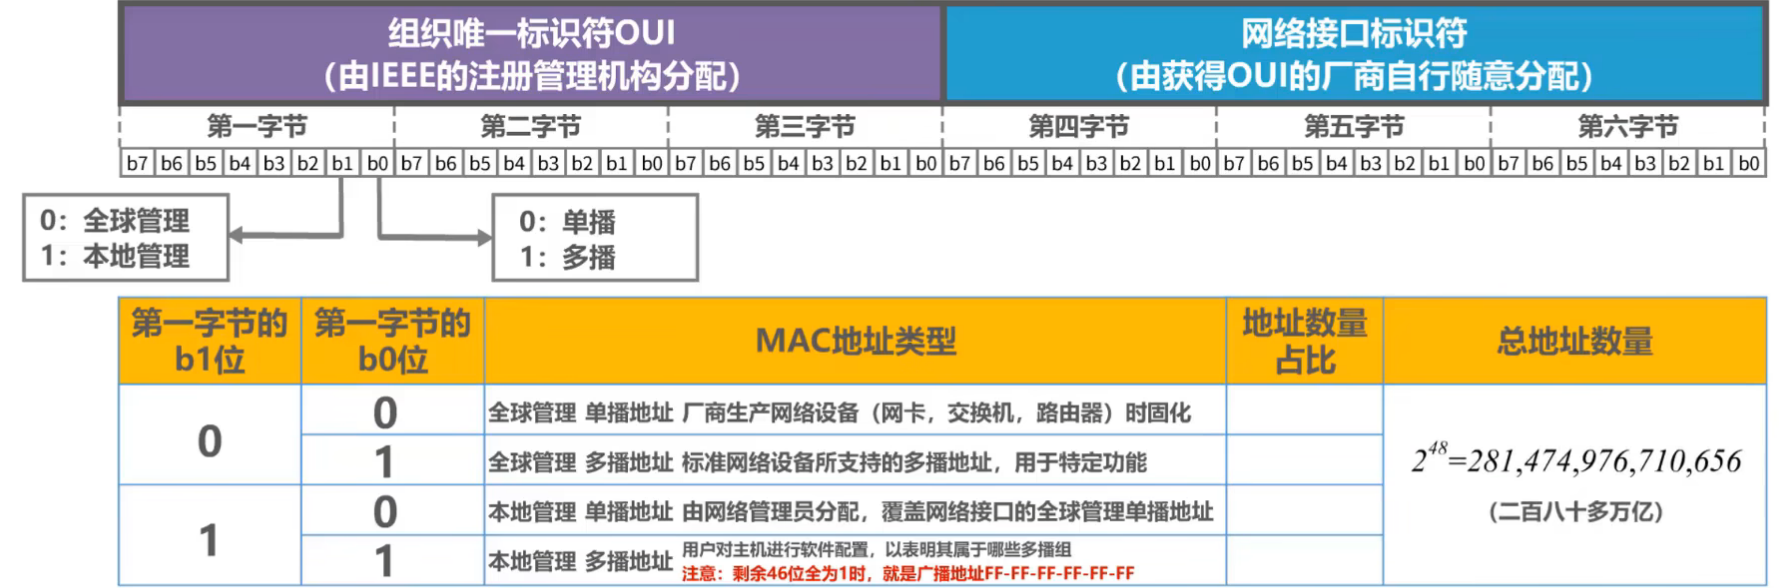 组织唯一标识符OUI
（由IEEE的注册管理机构分配）
网络接口标识符
（由获得OUI的厂商自行随意分配）
第一字节 第二字节 第三字节 第四字节 第五字节 第六字节
b7 b6 b5 b4 b3 b2 b1 b0 b7 b6 b5 b4 b3 b2 b1 b0 b7 b6 b5 b4 b3 b2 b1 b0 b7 b6 b5 b4 b3 b2 b1 b0 b7 b6 b5 b4 b3 b2 b1 b0 b7 b6 b5 b4 b3 b2 b1 b0
0：全球管理
1：本地管理
0：单播
1：多播
第一字节的
b1位
第一字节的
b0位
MAC地址类型
地址数量
占比
总地址数量
0
0
全球管理 单播地址 厂商生产网络设备（网卡，交换机，路由器）时固化
1
全球管理 多播地址 标准网络设备所支持的多播地址，用于特定功能
1
0
本地管理 单播地址 由网络管理员分配，覆盖网络接口的全球管理单播地址
1
本地管理 多播地址
用户对主机进行软件配置，以表明其属于哪些多播组
注意：剩余46位全为1时，就是广播地址FF-FF-FF-FF-FF-FF
2^48=281,474,976,710,656
（二百八十多万亿）